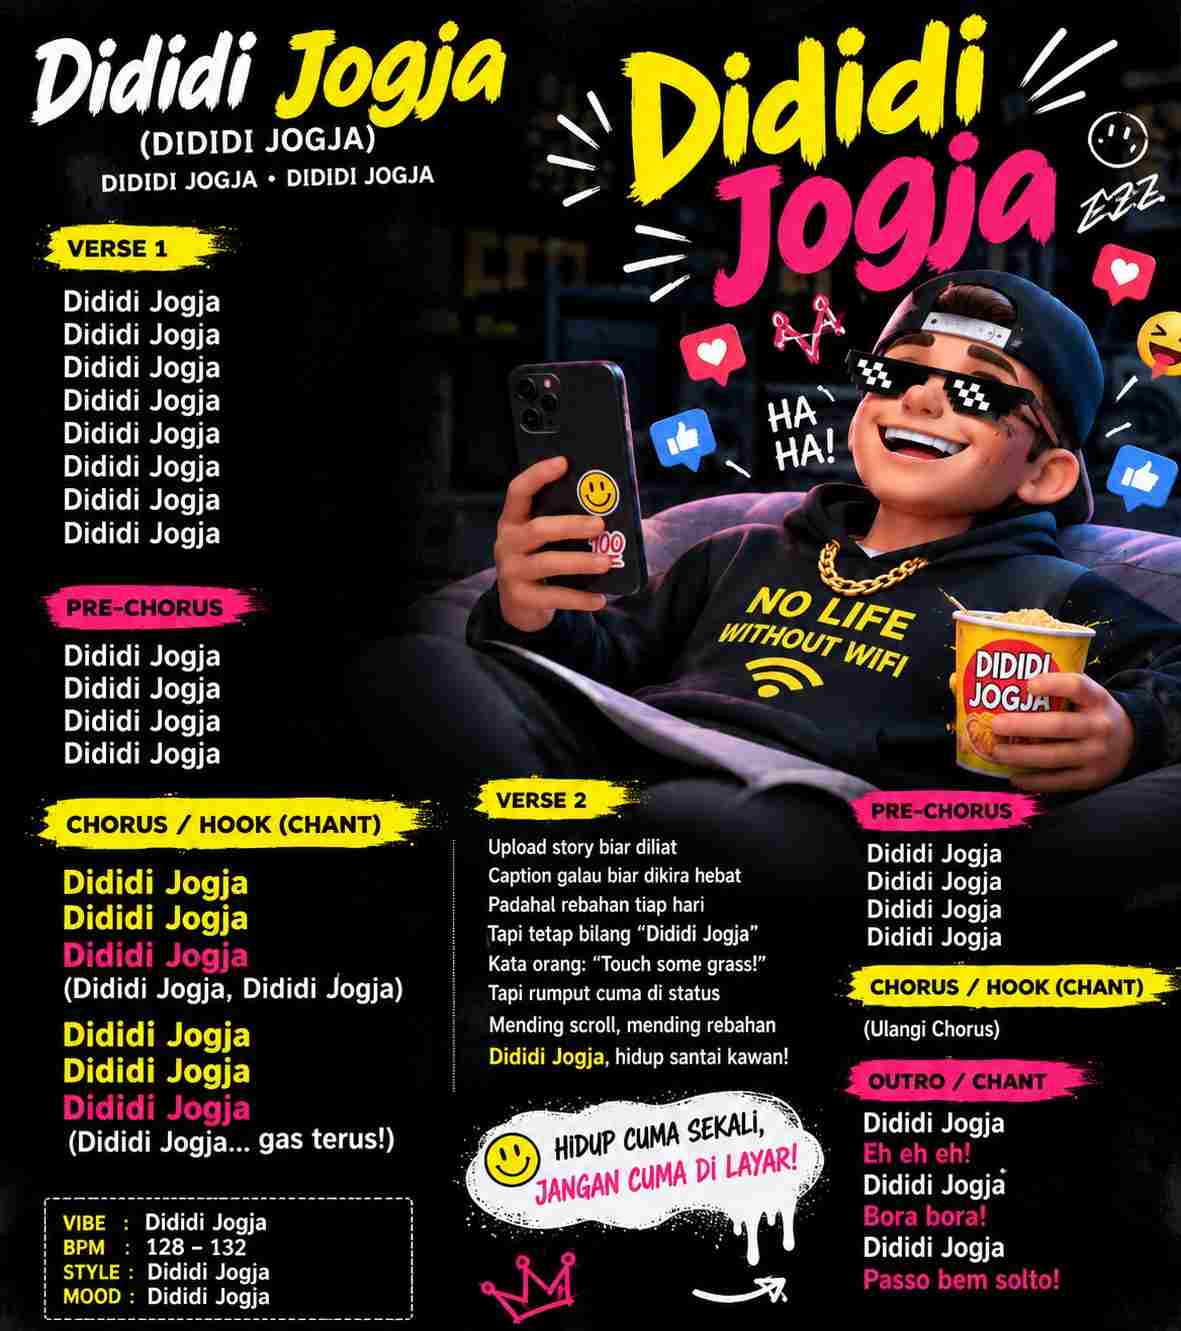 Dididi Jogja
(DIDIDI JOGJA)
DIDIDI JOGJA • DIDIDI JOGJA
Dididi
Jogja
Z.Z.Z.
HA
HA!
100
NO LIFE
WITHOUT WIFI
DIDIDI
JOGJA
VERSE 1
Dididi Jogja
Dididi Jogja
Dididi Jogja
Dididi Jogja
Dididi Jogja
Dididi Jogja
Dididi Jogja
Dididi Jogja
PRE-CHORUS
Dididi Jogja
Dididi Jogja
Dididi Jogja
Dididi Jogja
CHORUS / HOOK (CHANT)
Dididi Jogja
Dididi Jogja
Dididi Jogja
(Dididi Jogja, Dididi Jogja)
Dididi Jogja
Dididi Jogja
Dididi Jogja
(Dididi Jogja... gas terus!)
VIBE : Dididi Jogja
BPM : 128 – 132
STYLE : Dididi Jogja
MOOD : Dididi Jogja
VERSE 2
Upload story biar diliat
Caption galau biar dikira hebat
Padahal rebahan tiap hari
Tapi tetap bilang “Dididi Jogja”
Kata orang: “Touch some grass!”
Tapi rumput cuma di status
Mending scroll, mending rebahan
Dididi Jogja, hidup santai kawan!
HIDUP CUMA SEKALI,
JANGAN CUMA DI LAYAR!
PRE-CHORUS
Dididi Jogja
Dididi Jogja
Dididi Jogja
Dididi Jogja
CHORUS / HOOK (CHANT)
(Ulangi Chorus)
OUTRO / CHANT
Dididi Jogja
Eh eh eh!
Dididi Jogja
Bora bora!
Dididi Jogja
Passo bem solto!